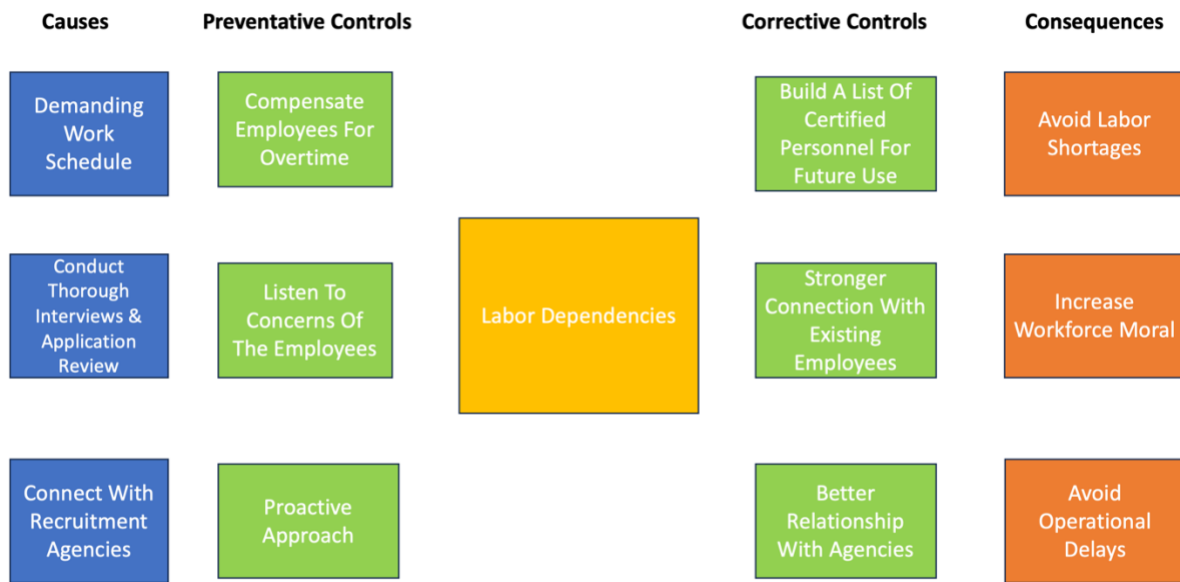 Causes
Preventative Controls
Corrective Controls
Consequences
Demanding
Work
Schedule
Compensate
Employees For
Overtime
Build A List Of
Certified
Personnel For
Future Use
Avoid Labor
Shortages
Conduct
Thorough
Interviews &
Application
Review
Listen To
Concerns Of
The Employees
Labor Dependencies
Stronger
Connection With
Existing
Employees
Increase
Workforce Moral
Connect With
Recruitment
Agencies
Proactive
Approach
Better
Relationship
With Agencies
Avoid
Operational
Delays